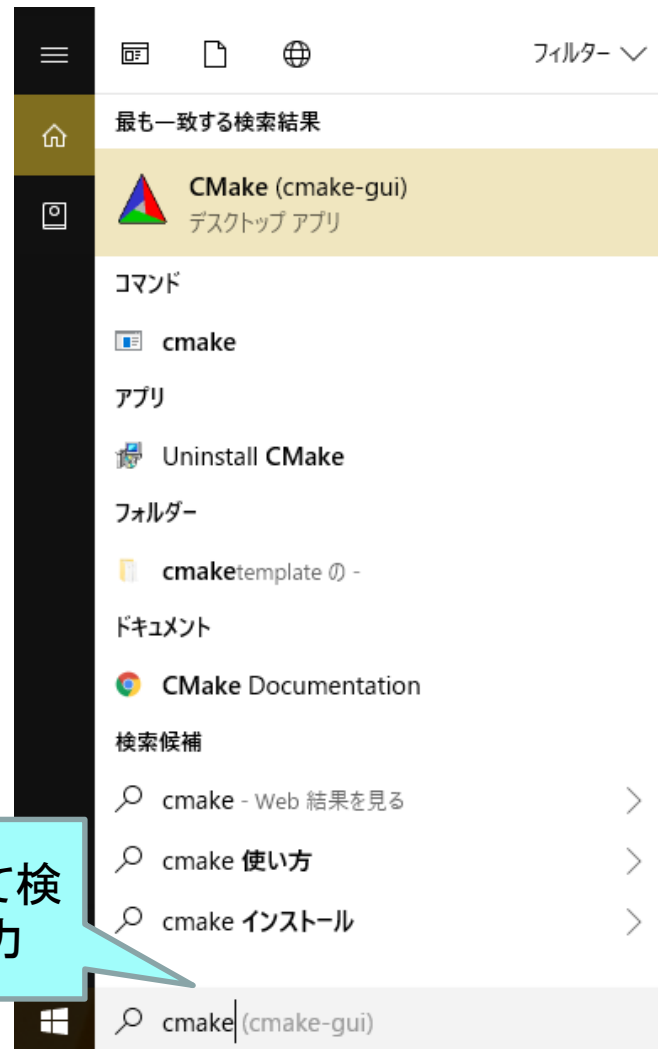 フィルター
最も一致する検索結果
CMake (cmake-gui)
デスクトップ アプリ
コマンド
cmake
アプリ
Uninstall CMake
フォルダー
cmaketemplate の -
ドキュメント
CMake Documentation
検索候補
cmake - Web 結果を見る
cmake 使い方
cmake インストール
て検
力
cmake (cmake-gui)